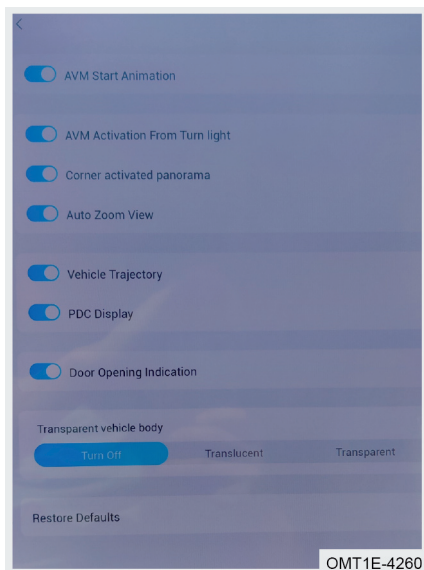 AVM Start Animation
AVM Activation From Turn light
Corner activated panorama
Auto Zoom View
Vehicle Trajectory
PDC Display
Door Opening Indication
Transparent vehicle body
Turn Off Translucent Transparent
Restore Defaults
OMT1E-4260